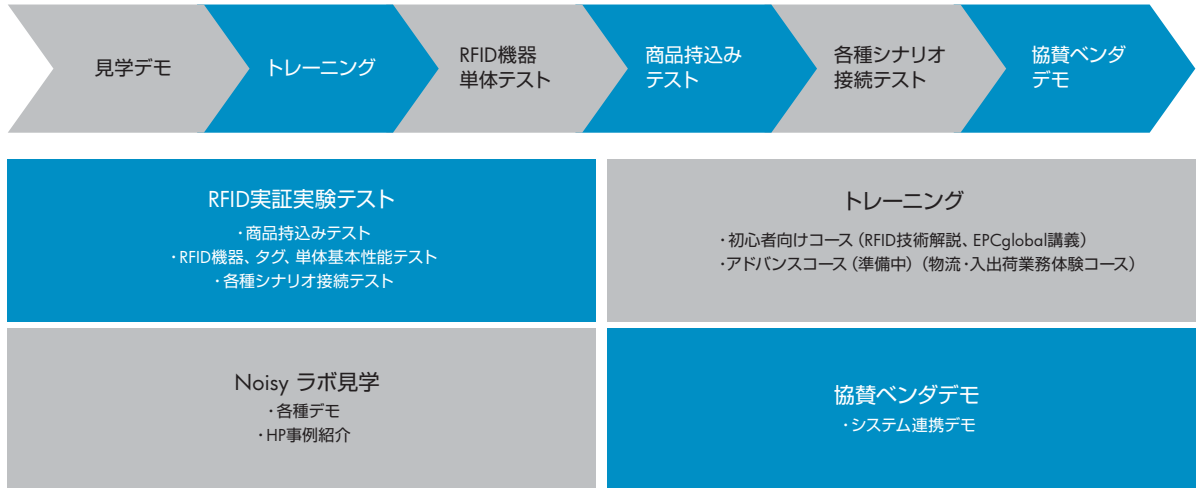 見学デモ
トレーニング
RFID機器
単体テスト
商品持込み
テスト
各種シナリオ
接続テスト
協賛ベンダ
デモ
RFID実証実験テスト
・商品持込みテスト
・RFID機器、タグ、単体基本性能テスト
・各種シナリオ接続テスト
トレーニング
・初心者向けコース（RFID技術解説、EPCglobal講義）
・アドバンスコース（準備中）（物流・入出荷業務体験コース）
Noisy ラボ見学
・各種デモ
・HP事例紹介
協賛ベンダデモ
・システム連携デモ